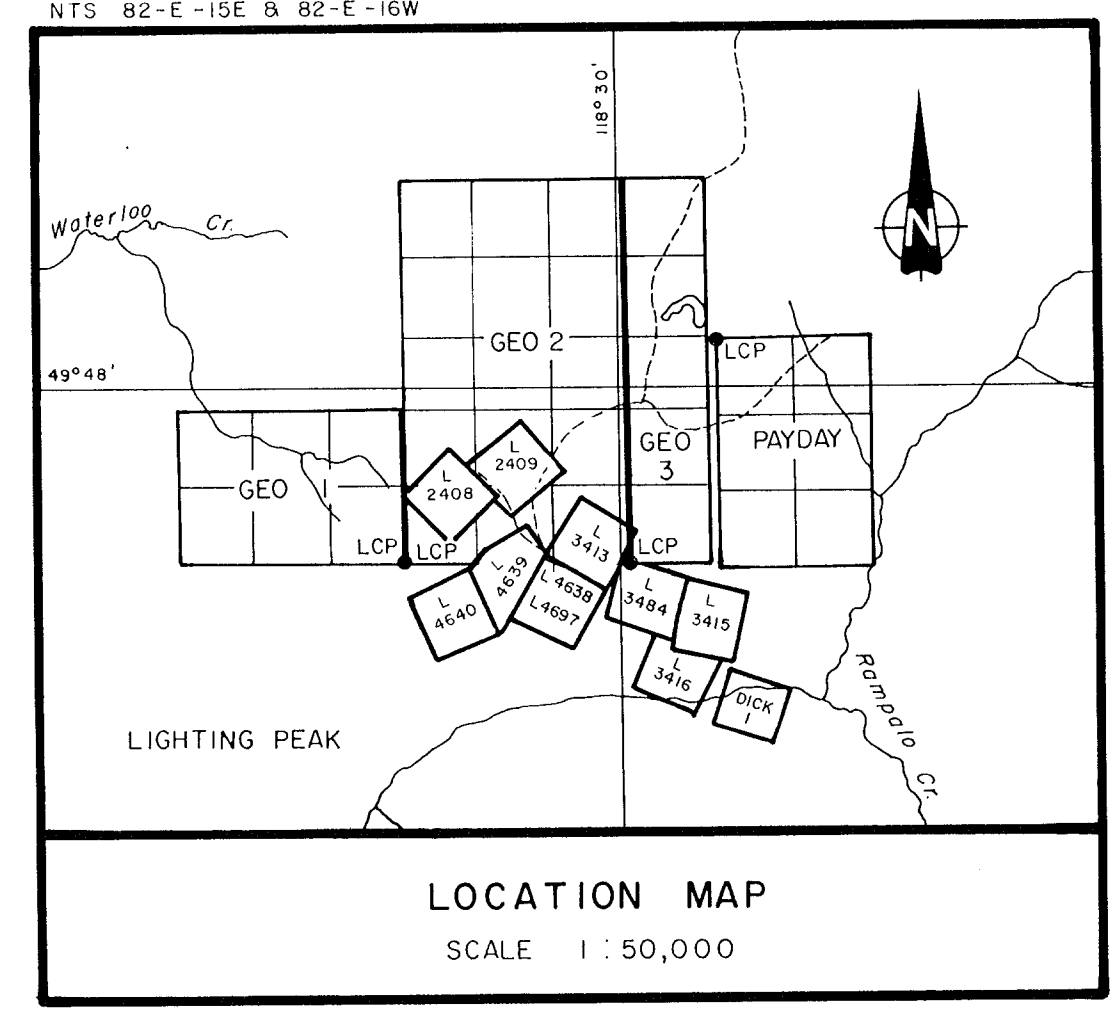 NTS 82-E-15E & 82-E-16W
118° 30'
N
Waterloo Cr.
GEO 2
LCP
49° 48'
GEO 3
PAYDAY
GEO 1
L 2409
L 2408
LCP
LCP
L 3413
LCP
L 4639
L 4638
L4697
L 4640
L 3484
L 3415
L 3416
DICK 1
Rampalo Cr.
LIGHTING PEAK
LOCATION MAP
SCALE 1:50,000